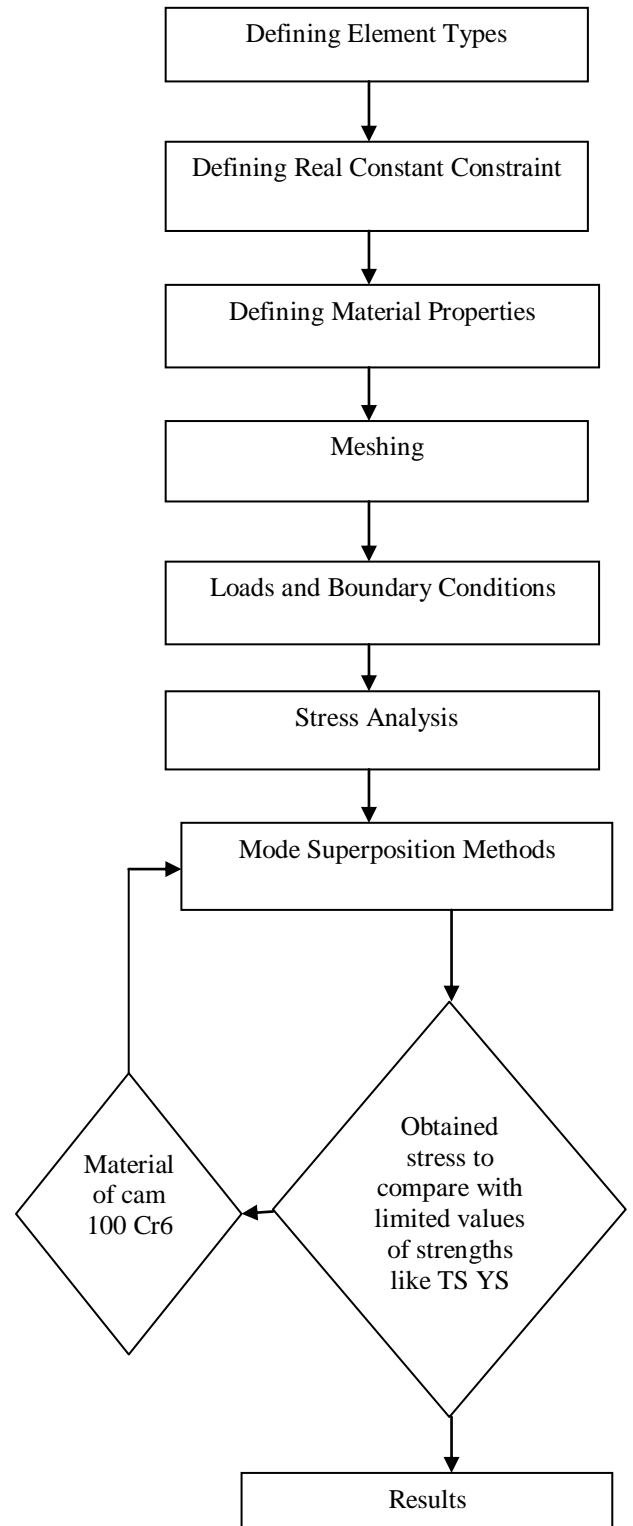 Defining Element Types
Defining Real Constant Constraint
Defining Material Properties
Meshing
Loads and Boundary Conditions
Stress Analysis
Mode Superposition Methods
Obtained
stress to
compare with
limited values
of strengths
like TS YS
Material
of cam
100 Cr6
Results